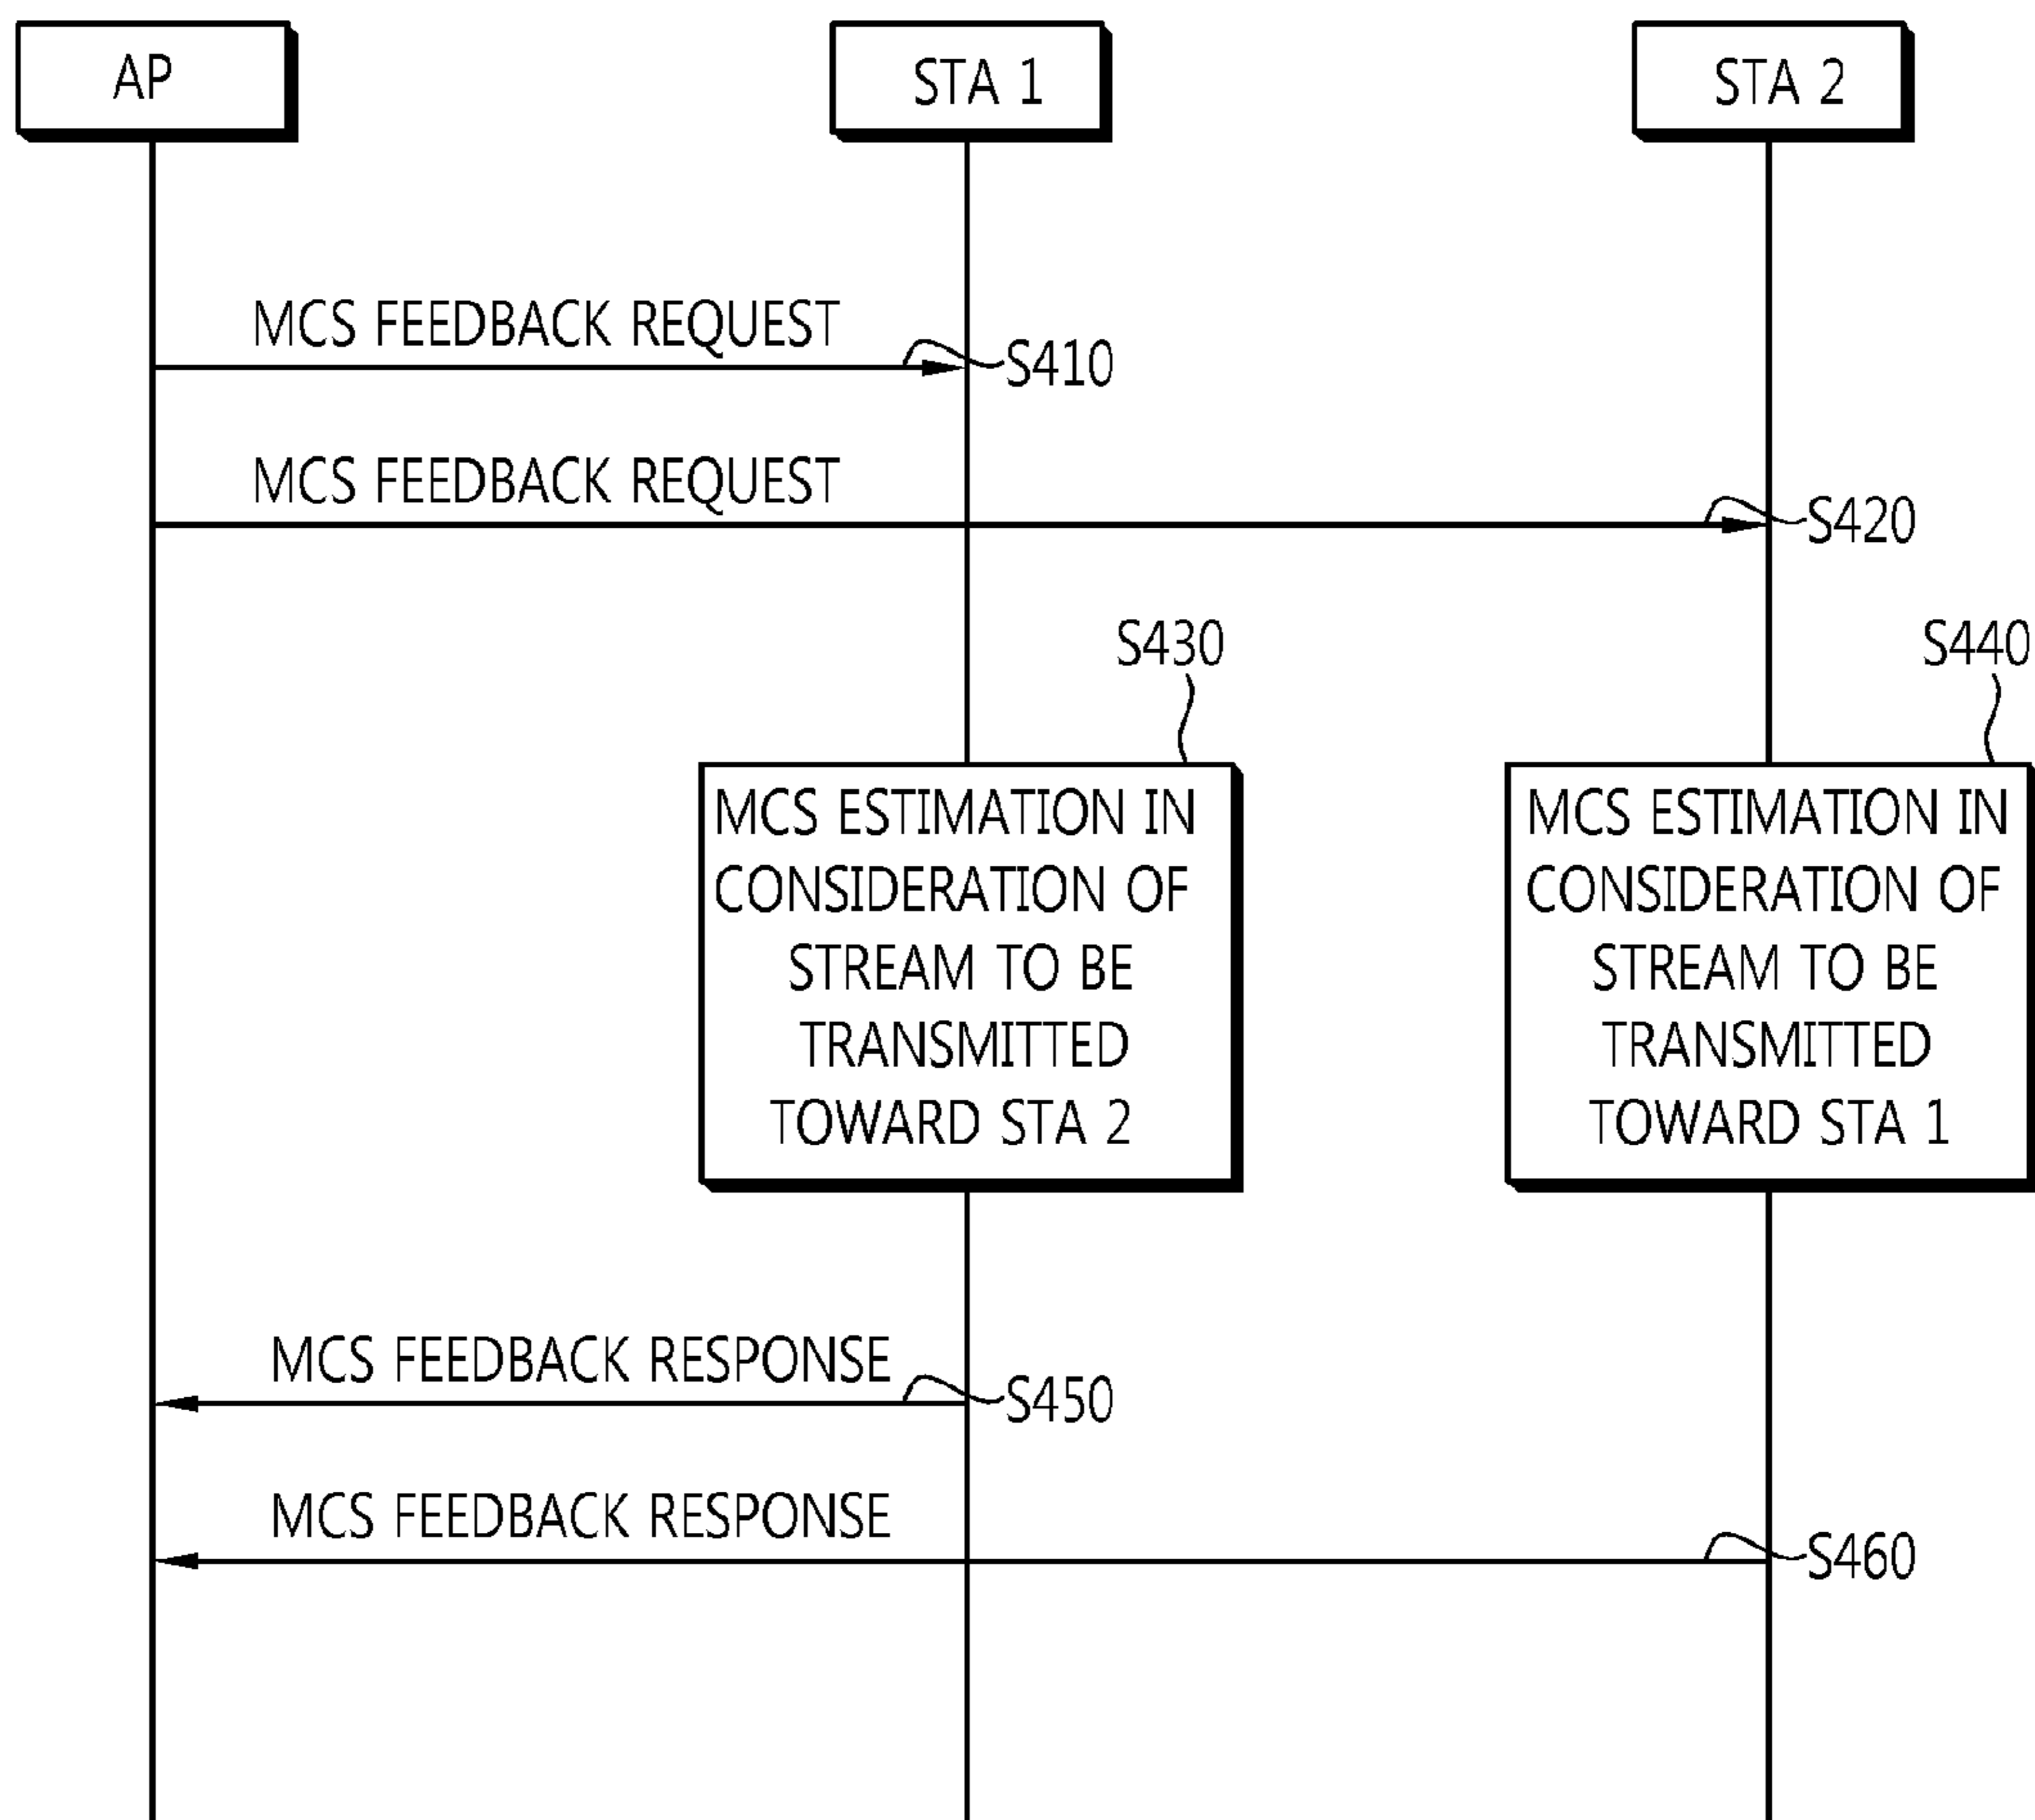 AP
STA 1
STA 2
MCS FEEDBACK REQUEST
S410
MCS FEEDBACK REQUEST
S420
S430
S440
MCS ESTIMATION IN
CONSIDERATION OF
STREAM TO BE
TRANSMITTED
TOWARD STA 2
MCS ESTIMATION IN
CONSIDERATION OF
STREAM TO BE
TRANSMITTED
TOWARD STA 1
MCS FEEDBACK RESPONSE
S450
MCS FEEDBACK RESPONSE
S460